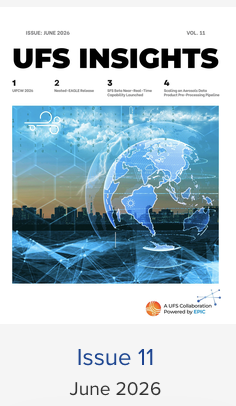 ISSUE: JUNE 2026 VOL. 11
UFS INSIGHTS
1 2 3 4
UIFCW 2026 Nested-EAGLE Release UFS Beta Near-Real-Time Scaling an Aerosols Data
Capability Launched Product Pre-Processing Pipeline
A UFS Collaboration
Powered by EPIC
Issue 11
June 2026